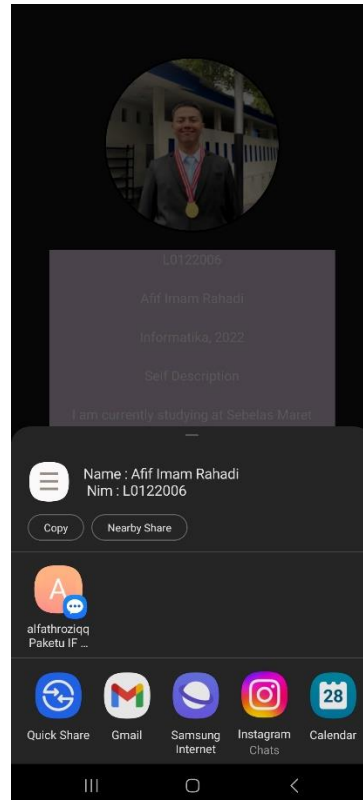 L0122006
Afif Imam Rahadi
Informatika, 2022
Self Description
I am currently studying at Sebelas Maret
Name : Afif Imam Rahadi
Nim : L0122006
Copy
Nearby Share
A
alfathroziqq
Paketu IF ...
Quick Share
Gmail
Samsung
Internet
Instagram
Chats
28
Calendar